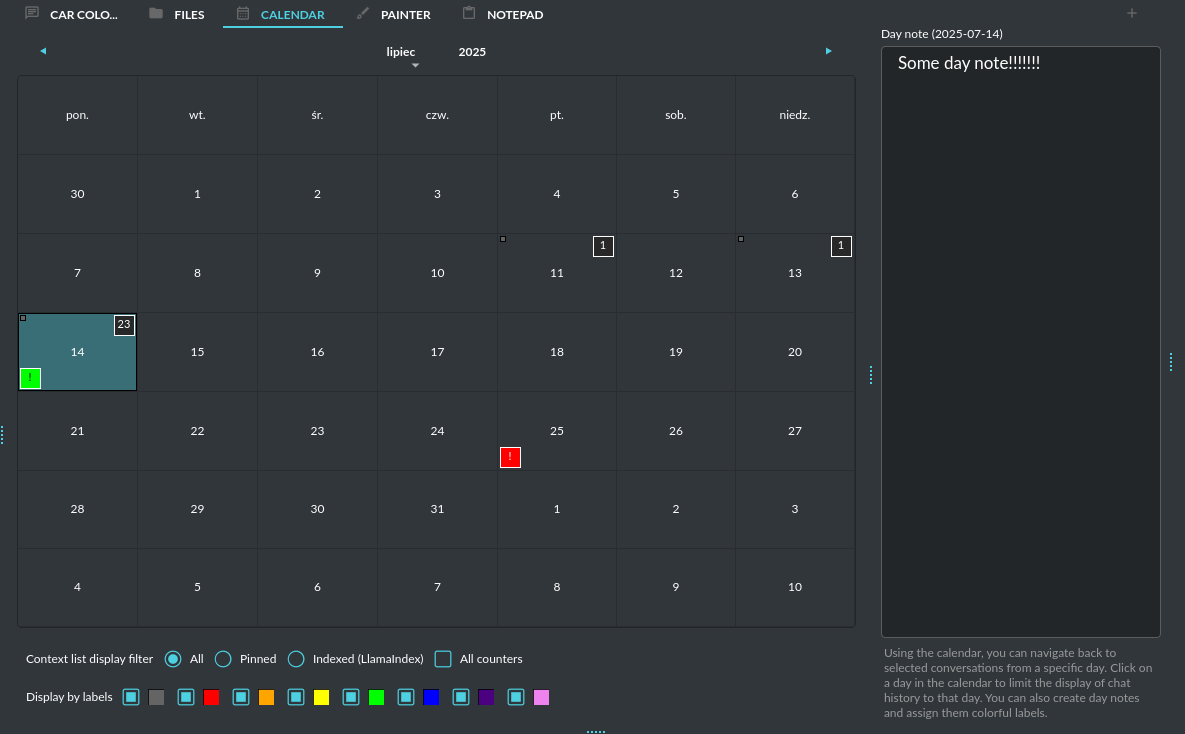 CAR COLO... FILES CALENDAR PAINTER NOTEPAD
lipiec 2025
pon. wt. śr. czw. pt. sob. niedz.
30 1 2 3 4 5 6
1 1
7 8 9 10 11 12 13
23
14 15 16 17 18 19 20
!
21 22 23 24 25 26 27
!
28 29 30 31 1 2 3
4 5 6 7 8 9 10
Context list display filter All Pinned Indexed (LlamaIndex) All counters
Display by labels
Day note (2025-07-14)
Some day note!!!!!!!
Using the calendar, you can navigate back to
selected conversations from a specific day. Click on
a day in the calendar to limit the display of chat
history to that day. You can also create day notes
and assign them colorful labels.